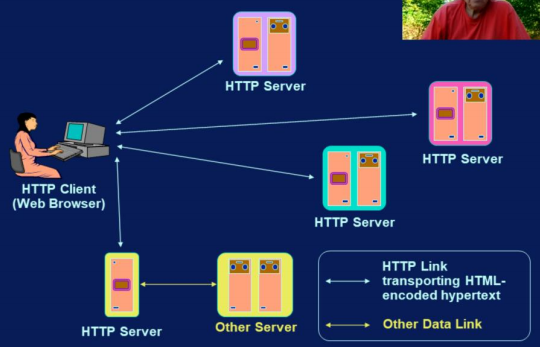 HTTP Server
HTTP Server
HTTP Client
(Web Browser)
HTTP Server
HTTP Link
transporting HTML-
encoded hypertext
HTTP Server
Other Server
Other Data Link